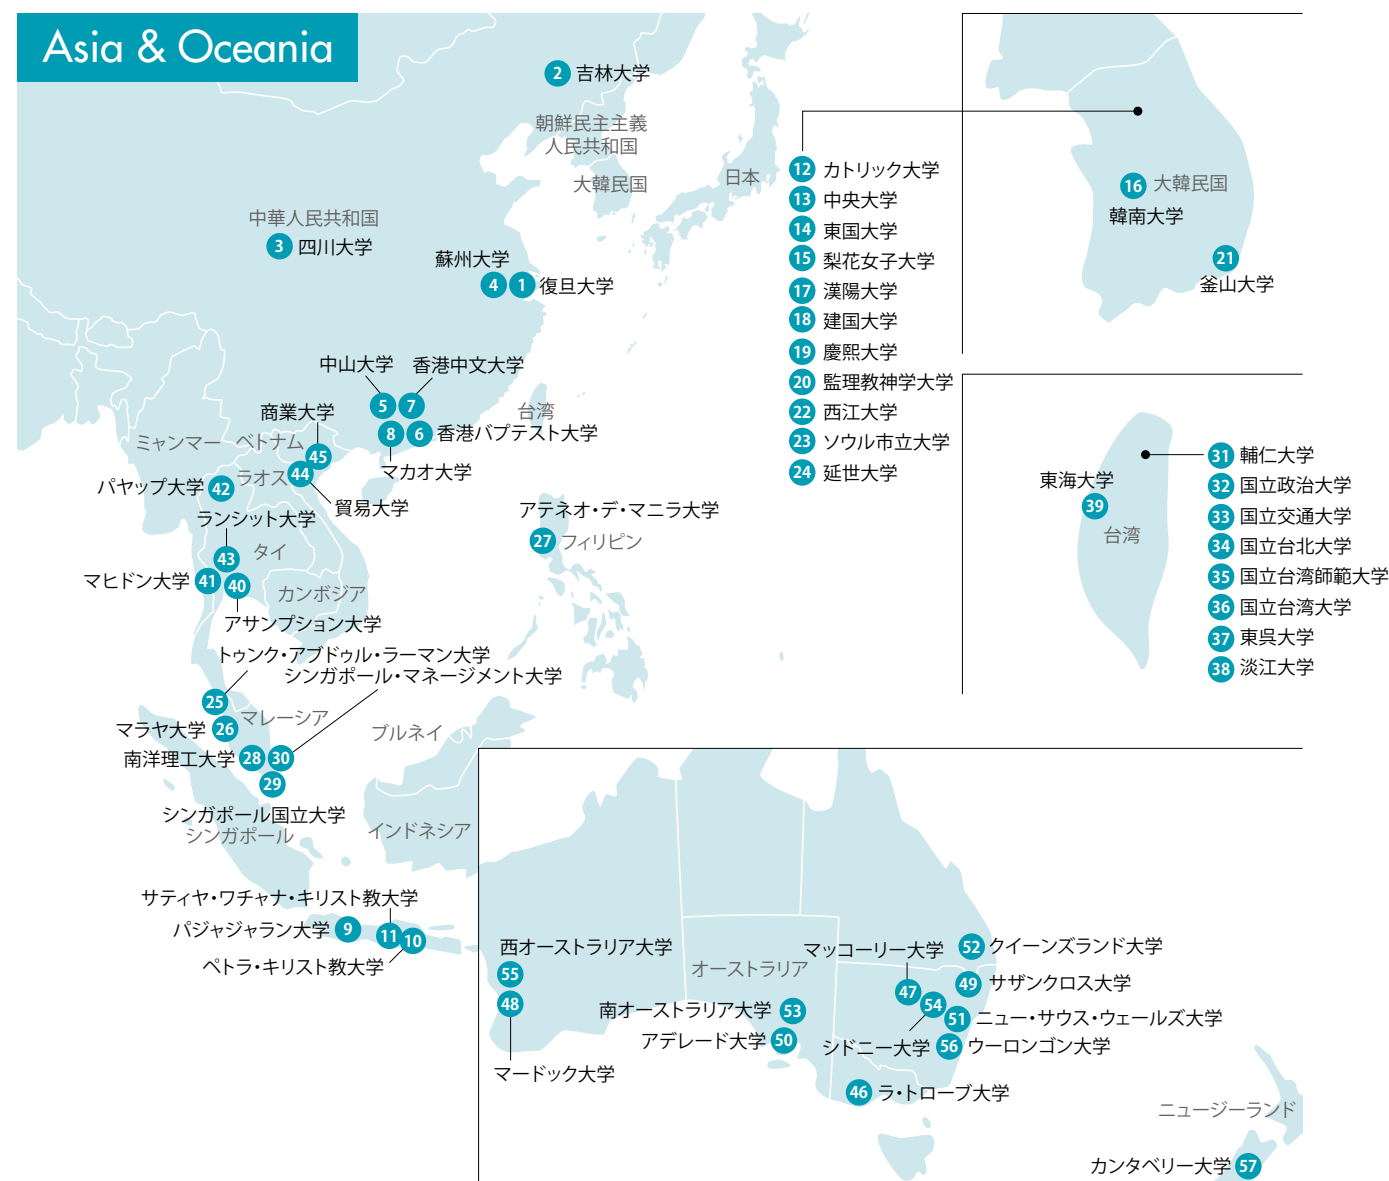 Asia & Oceania
2 吉林大学
朝鮮民主主義
人民共和国
大韓民国
日本
中華人民共和国
3 四川大学
蘇州大学
4 1 復旦大学
中山大学 香港中文大学
5 7
商業大学
台湾
8 6 香港バプテスト大学
ミャンマー ベトナム
45
マカオ大学
ラオス 44
パヤップ大学 42
貿易大学
ランシット大学
43 タイ
マヒドン大学 41 40
カンボジア
アサンプション大学
アテネオ・デ・マニラ大学
27 フィリピン
トゥンク・アブドゥル・ラーマン大学
シンガポール・マネージメント大学
25
マレーシア
マラヤ大学 26
ブルネイ
南洋理工大学 28 30
29
シンガポール国立大学
シンガポール
インドネシア
サティヤ・ワチャナ・キリスト教大学
パジャジャラン大学 9
11 10
ペトラ・キリスト教大学
12 カトリック大学
13 中央大学
14 東国大学
15 梨花女子大学
17 漢陽大学
18 建国大学
19 慶熙大学
20 監理教神学大学
22 西江大学
23 ソウル市立大学
24 延世大学
16 大韓民国
韓南大学
21
釜山大学
東海大学
39
台湾
31 輔仁大学
32 国立政治大学
33 国立交通大学
34 国立台北大学
35 国立台湾師範大学
36 国立台湾大学
37 東呉大学
38 淡江大学
西オーストラリア大学
55
48
マードック大学
オーストラリア
南オーストラリア大学 53
アデレード大学 50
マッコーリー大学
47
52 クイーンズランド大学
49 サザンクロス大学
54
51 ニュー・サウス・ウェールズ大学
シドニー大学
56 ウーロンゴン大学
46 ラ・トローブ大学
ニュージーランド
カンタベリー大学 57